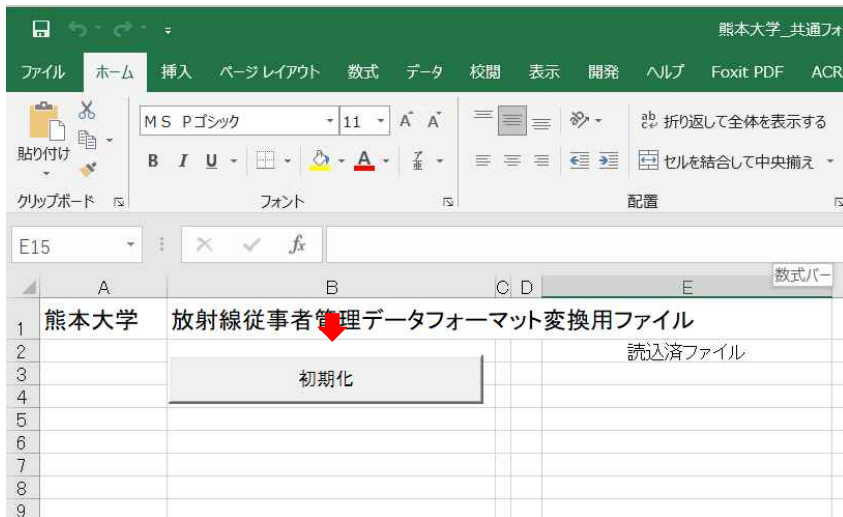 熊本大学_共通フォ
ファイル ホーム 挿入 ページレイアウト 数式 データ 校閲 表示 開発 ヘルプ Foxit PDF ACR
MS Pゴシック 11 A A ab 折り返して全体を表示する
貼り付け B I U A ア亜 セルを結合して中央揃え
クリップボード フォント 配置
E15 fx
数式バー
A B C D E
1 熊本大学 放射線従事者管理データフォーマット変換用ファイル
2 読込済ファイル
3 初期化
4
5
6
7
8
9